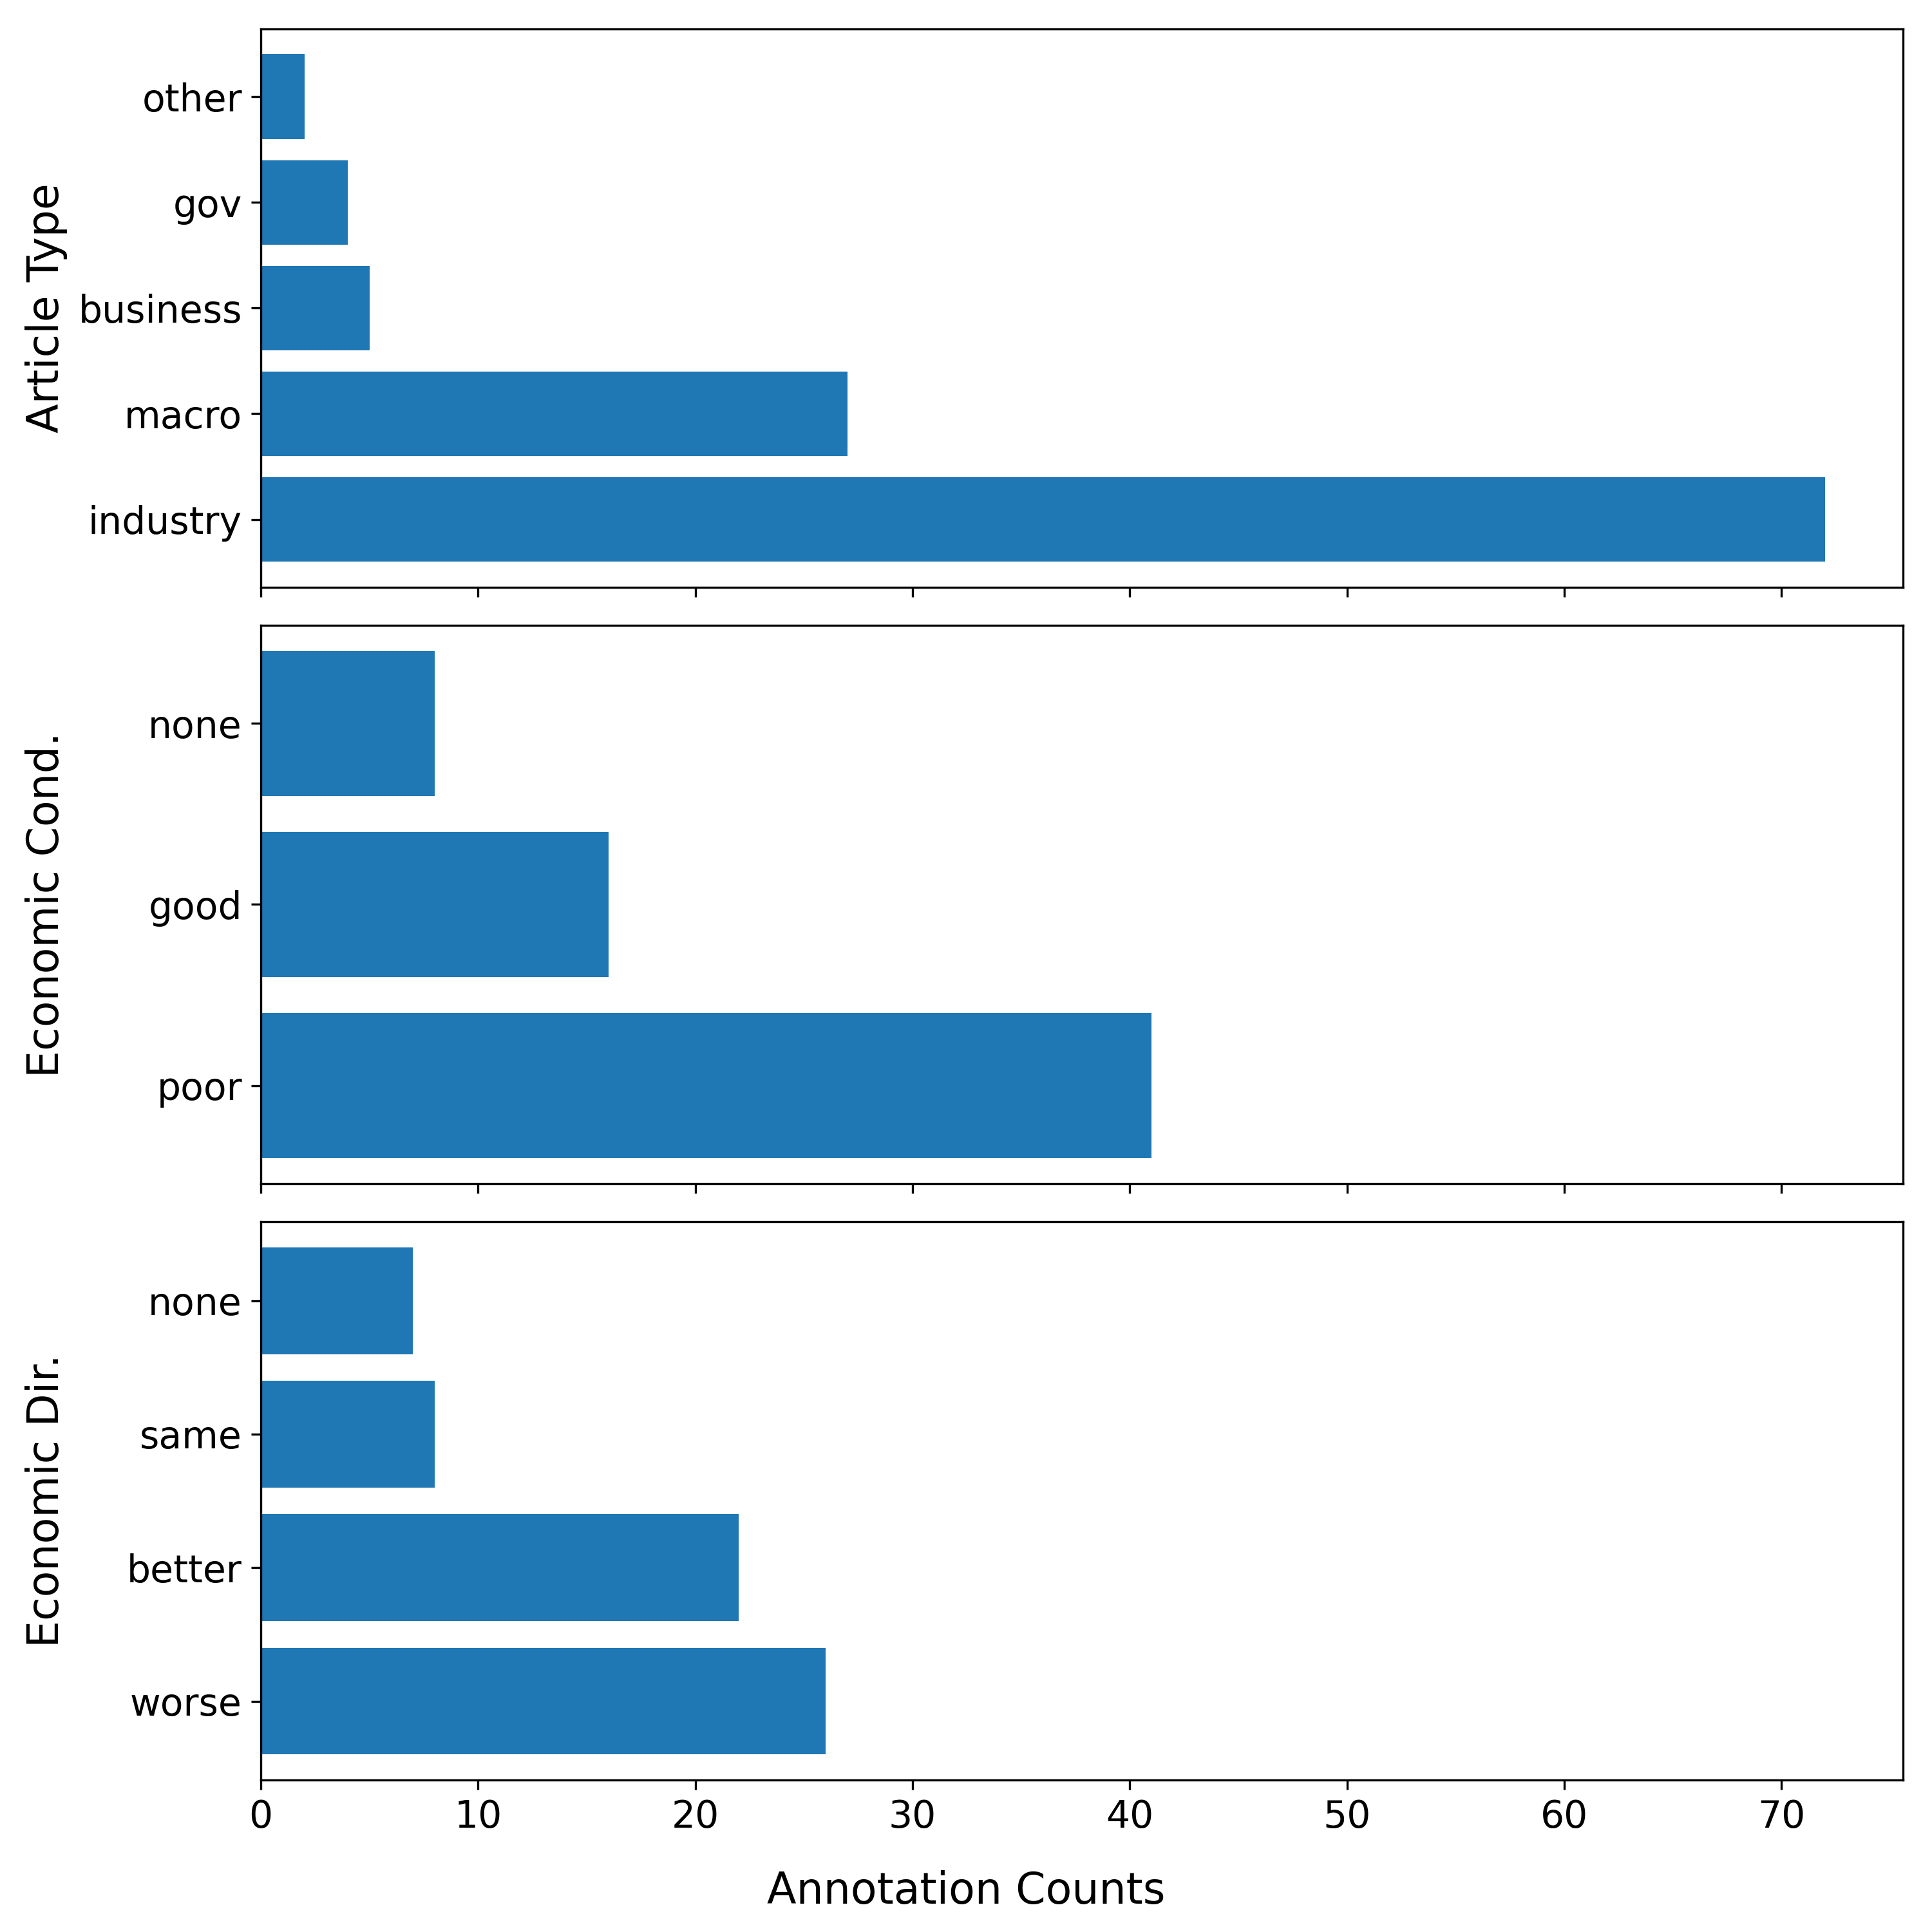 Article Type
other
gov
business
macro
industry
Economic Cond.
none
good
poor
Economic Dir.
none
same
better
worse
0 10 20 30 40 50 60 70
Annotation Counts